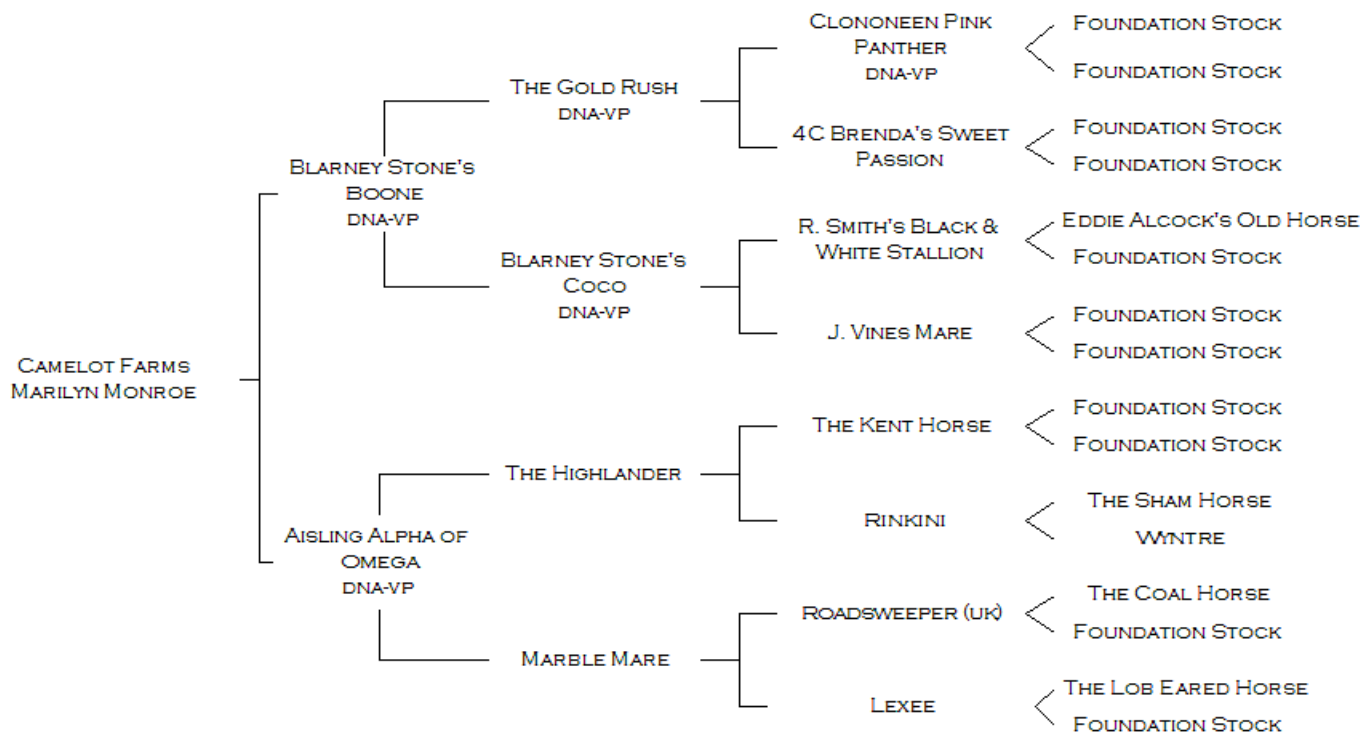 Clononeen Pink
Panther
DNA-VP
Foundation Stock
Foundation Stock
The Gold Rush
DNA-VP
4C Brenda's Sweet
Passion
Foundation Stock
Foundation Stock
Blarney Stone's
Boone
DNA-VP
R. Smith's Black &
White Stallion
Eddie Alcock's Old Horse
Foundation Stock
Blarney Stone's
Coco
DNA-VP
J. Vines Mare
Foundation Stock
Foundation Stock
Camelot Farms
Marilyn Monroe
The Kent Horse
Foundation Stock
Foundation Stock
The Highlander
Rinkini
The Sham Horse
Wyntre
Aisling Alpha of
Omega
DNA-VP
Roadsweeper (UK)
The Coal Horse
Foundation Stock
Marble Mare
Lexee
The Lob Eared Horse
Foundation Stock